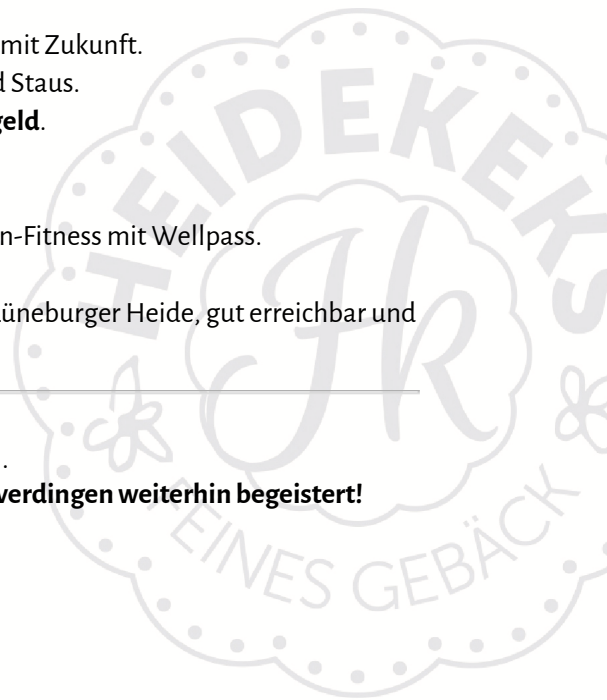 mit Zukunft.
d Staus.
geld.
n-Fitness mit Wellpass.
üneburger Heide, gut erreichbar und
.
verdingen weiterhin begeistert!
HEIDEKEKS
Hk
FEINES GEBÄCK